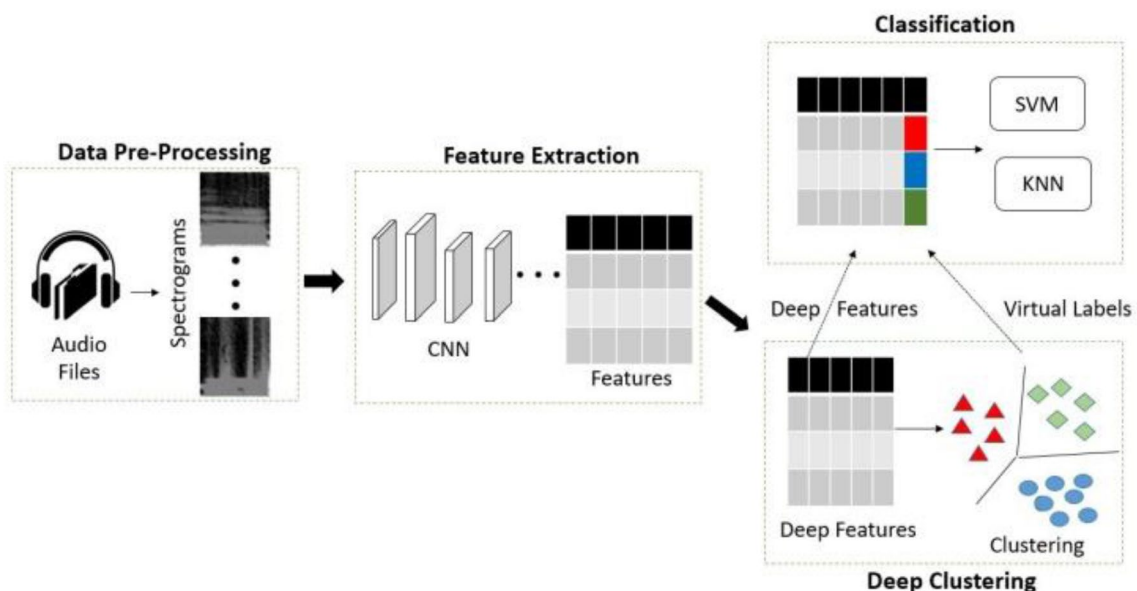 Classification
SVM
KNN
Data Pre-Processing
Audio
Files
Spectrograms
Feature Extraction
CNN
Features
Deep Features
Virtual Labels
Deep Features
Clustering
Deep Clustering